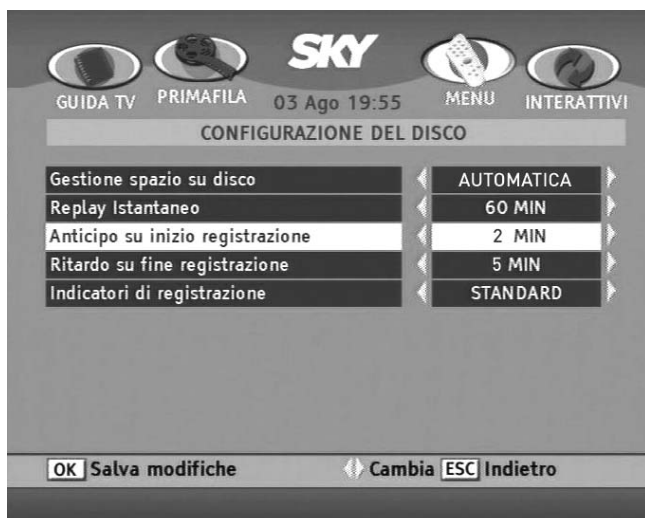 SKY
GUIDA TV PRIMAFILA 03 Ago 19:55 MENU INTERATTIVI
CONFIGURAZIONE DEL DISCO
Gestione spazio su disco AUTOMATICA
Replay Istantaneo 60 MIN
Anticipo su inizio registrazione 2 MIN
Ritardo su fine registrazione 5 MIN
Indicatori di registrazione STANDARD
OK Salva modifiche Cambia ESC Indietro